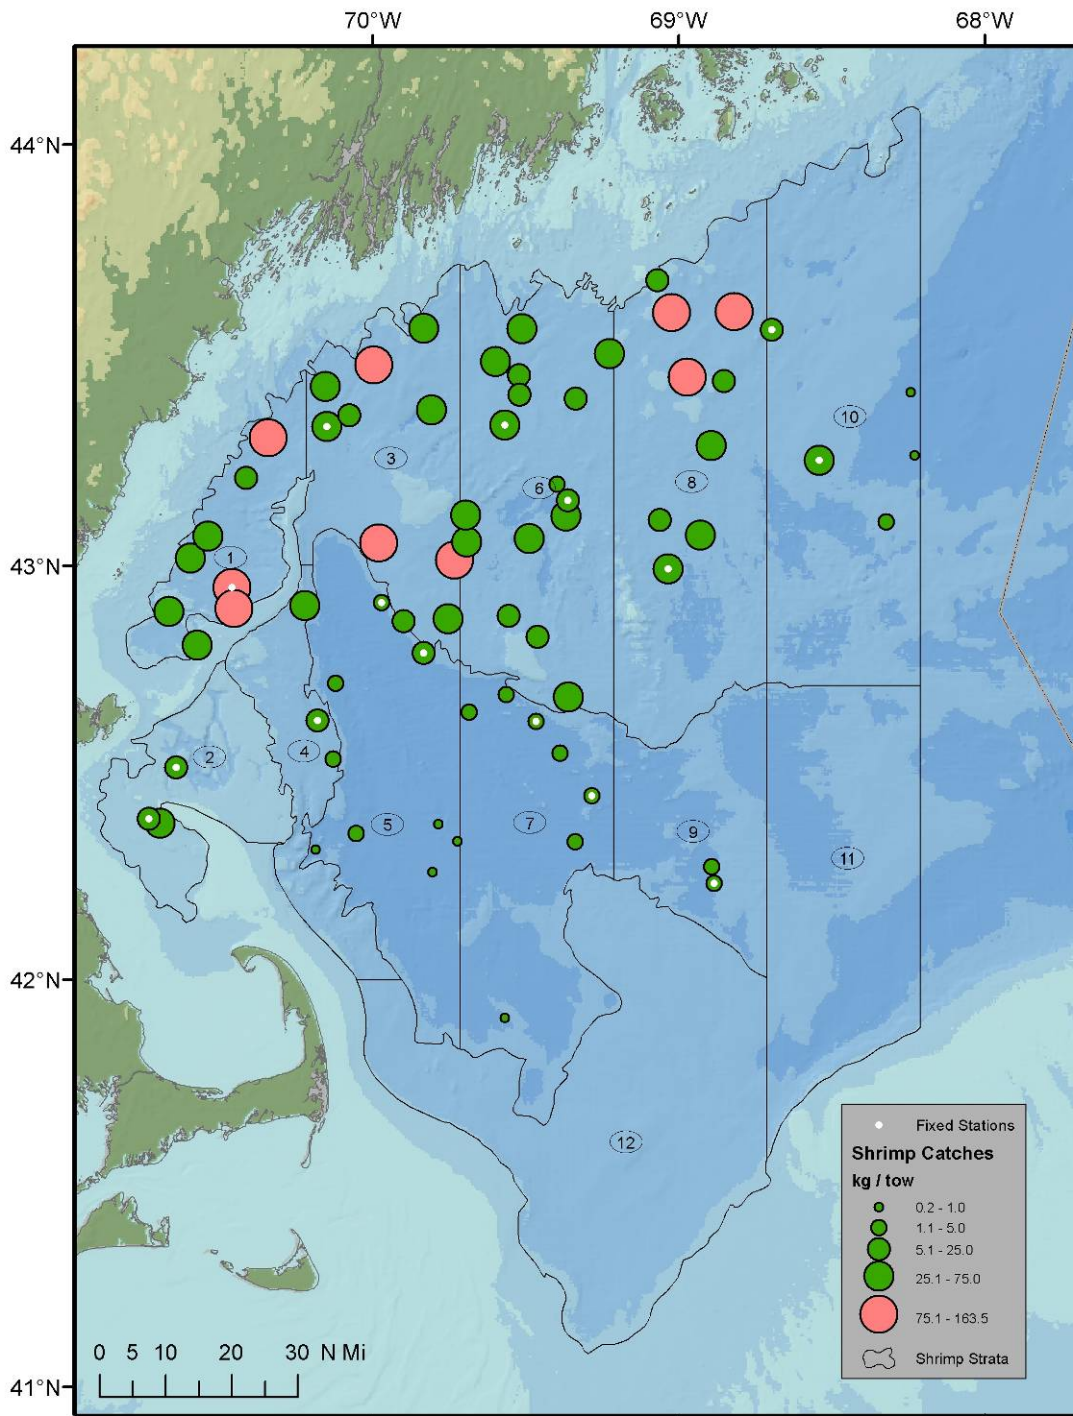 70°W 69°W 68°W
44°N
10
3
8
6
43°N
1
2
4
5
7
9
11
42°N
12
Fixed Stations
Shrimp Catches
kg / tow
0.2 - 1.0
1.1 - 5.0
5.1 - 25.0
25.1 - 75.0
75.1 - 163.5
Shrimp Strata
0 5 10 20 30 N Mi
41°N